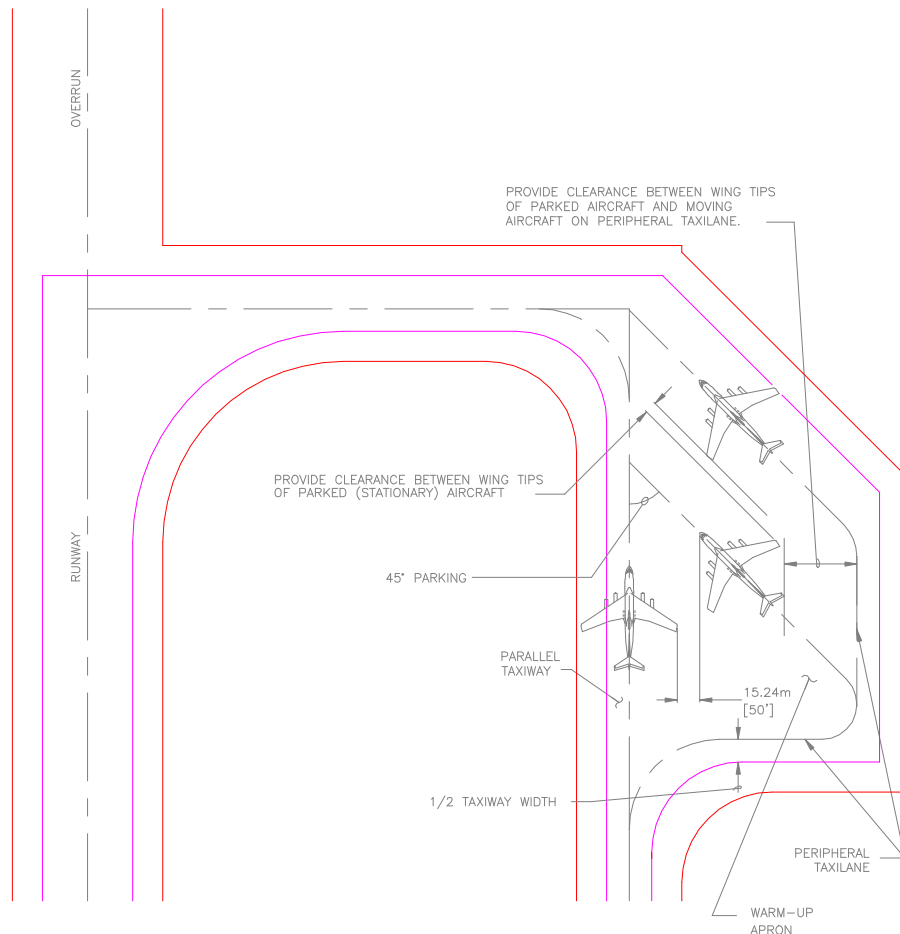 OVERRUN
PROVIDE CLEARANCE BETWEEN WING TIPS
OF PARKED AIRCRAFT AND MOVING
AIRCRAFT ON PERIPHERAL TAXILANE.
PROVIDE CLEARANCE BETWEEN WING TIPS
OF PARKED (STATIONARY) AIRCRAFT
RUNWAY
45° PARKING
PARALLEL
TAXIWAY
15.24m
[50']
1/2 TAXIWAY WIDTH
PERIPHERAL
TAXILANE
WARM-UP
APRON